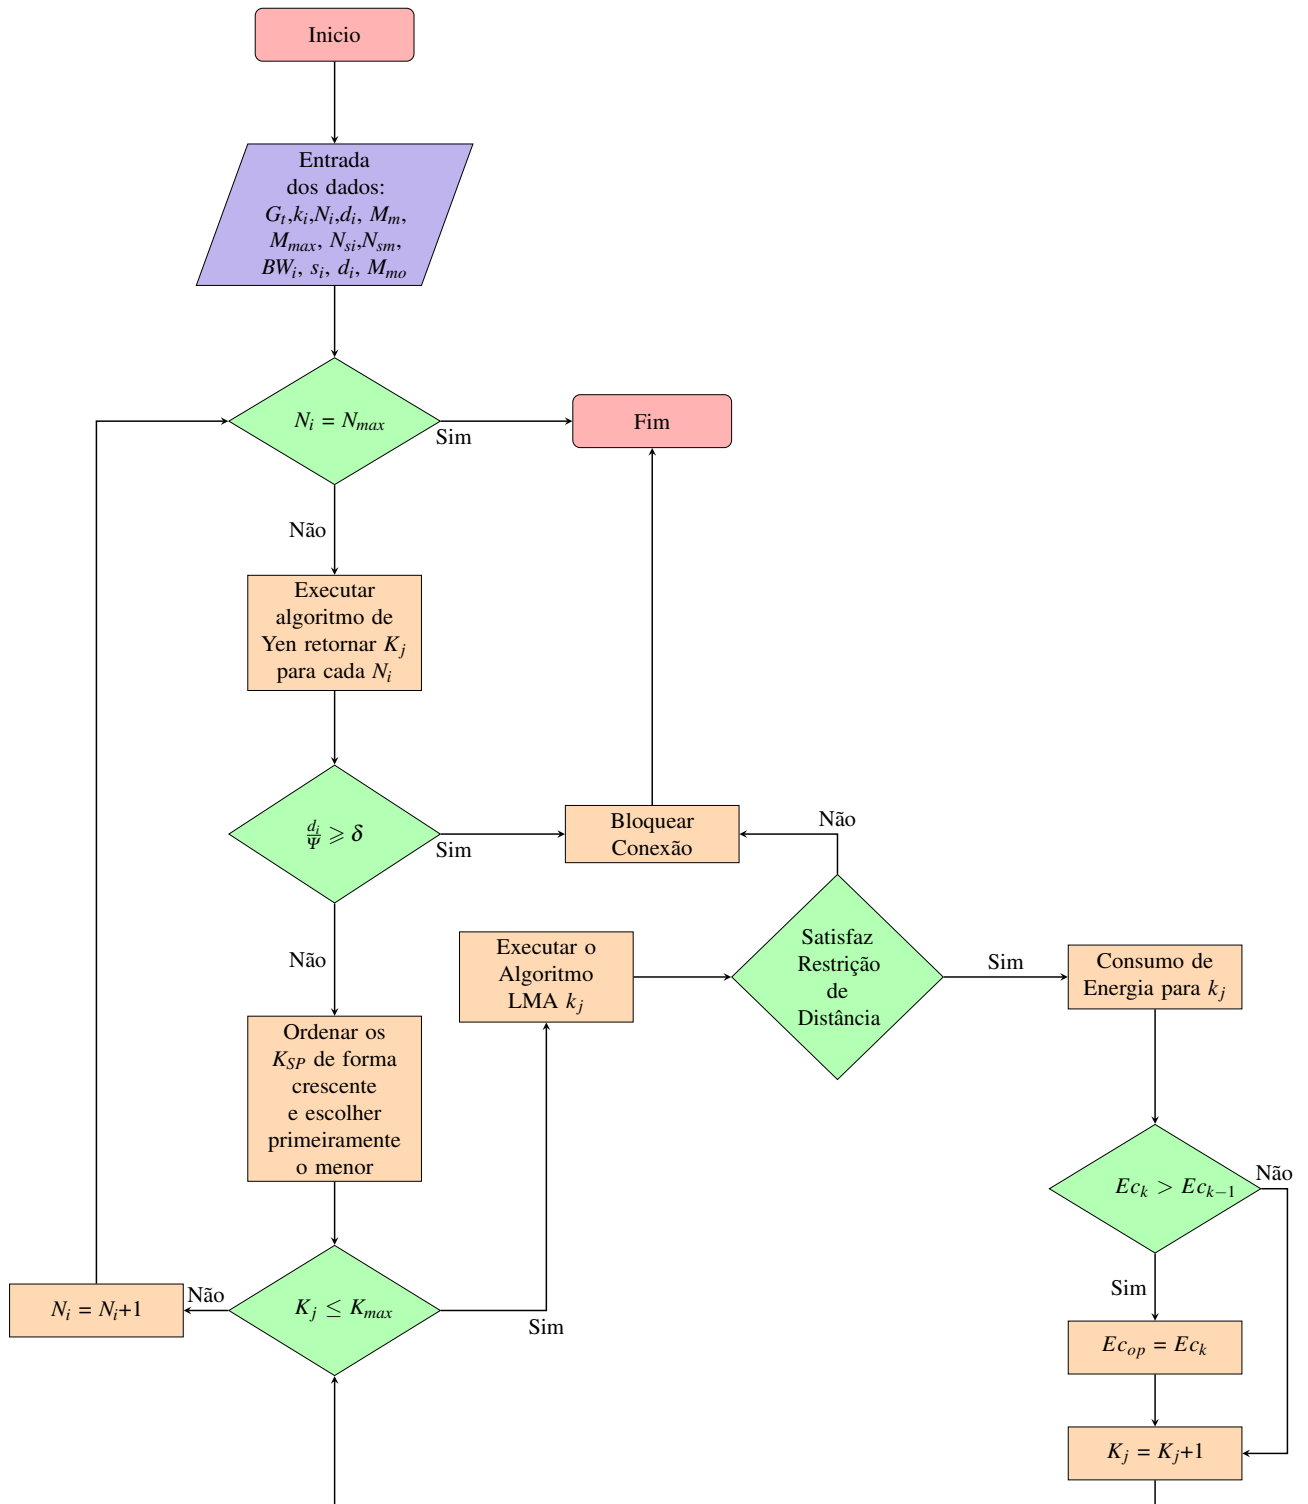 Inicio
Entrada
dos dados:
G_t,k_i,N_i,d_i, M_m,
M_max, N_si,N_sm,
BW_i, s_i, d_i, M_mo
N_i = N_max
Sim
Fim
Não
Executar
algoritmo de
Yen retornar K_j
para cada N_i
d_i/Ψ ⩾ δ
Sim
Bloquear
Conexão
Não
Não
Executar o
Algoritmo
LMA k_j
Satisfaz
Restrição
de
Distância
Sim
Consumo de
Energia para k_j
Ordenar os
K_SP de forma
crescente
e escolher
primeiramente
o menor
Ec_k > Ec_{k−1}
Não
Sim
N_i = N_i+1
Não
K_j ≤ K_max
Sim
Ec_op = Ec_k
K_j = K_j+1